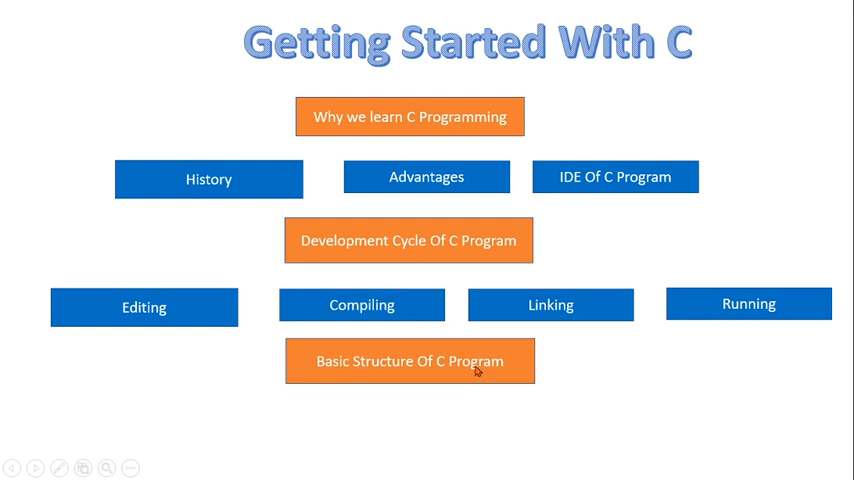 Getting Started With C
Why we learn C Programming
History
Advantages
IDE Of C Program
Development Cycle Of C Program
Editing
Compiling
Linking
Running
Basic Structure Of C Program